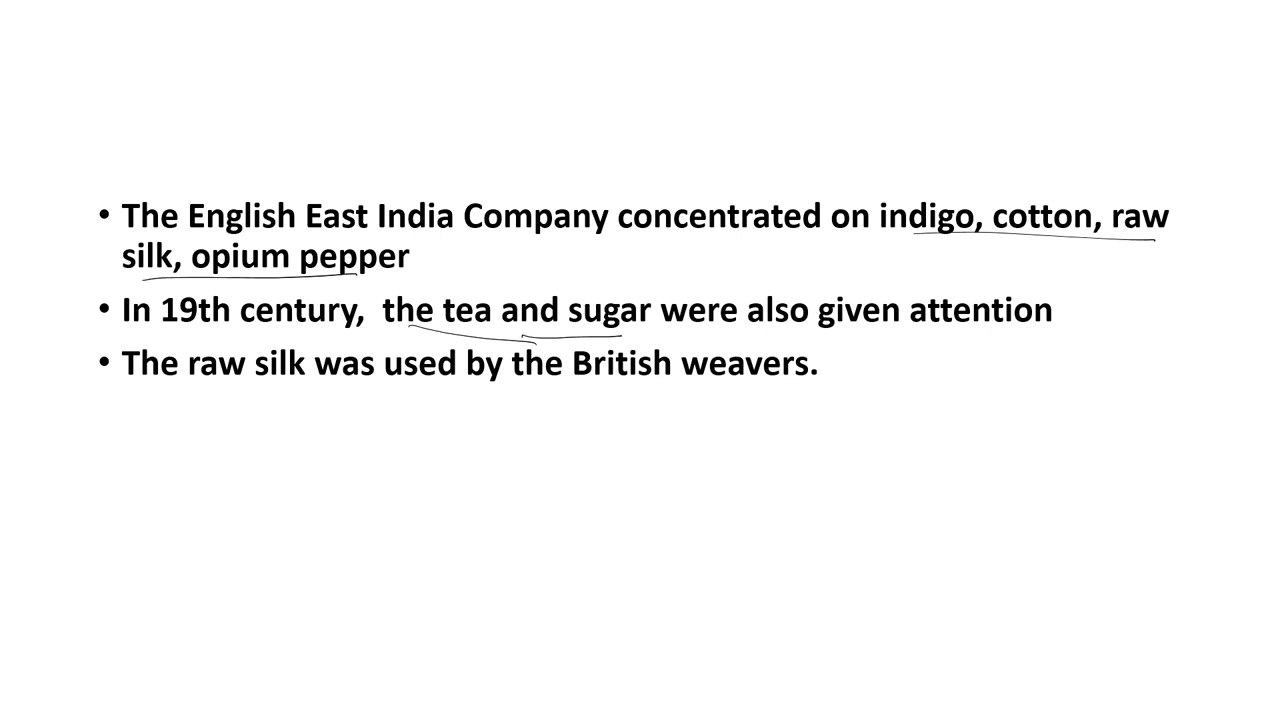 • The English East India Company concentrated on indigo, cotton, raw
silk, opium pepper
• In 19th century,  the tea and sugar were also given attention
• The raw silk was used by the British weavers.